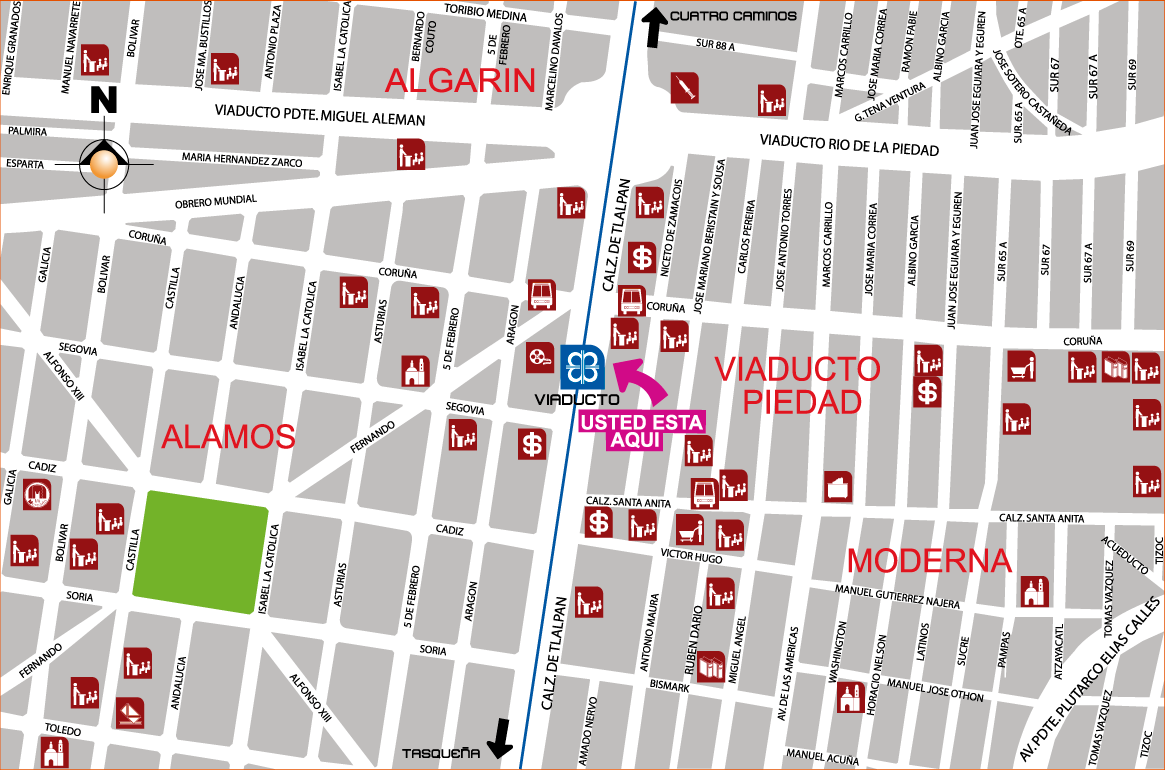 ENRIQUE GRANADOS
MANUEL NAVARRETE
BOLIVAR
JOSE MA. BUSTILLOS
ANTONIO PLAZA
ISABEL LA CATOLICA
BERNARDO
COUTO
TORIBIO MEDINA
5 DE
FEBRERO
MARCELINO DAVALOS
CUATRO CAMINOS
SUR 88 A
MARCOS CARRILLO
JOSE MARIA CORREA
RAMON FABIE
ALBINO GARCIA
JUAN JOSE EGUIARA Y EGUREN
OTE. 65 A
JOSE SOTERO CASTAÑEDA
SUR 67
SUR 67 A
SUR 69
SUR. 65 A
G. TENA VENTURA
ALGARIN
N
VIADUCTO PDTE. MIGUEL ALEMAN
VIADUCTO RIO DE LA PIEDAD
PALMIRA
ESPARTA
MARIA HERNANDEZ ZARCO
OBRERO MUNDIAL
CALZ. DE TLALPAN
NICETO DE ZAMACOIS
JOSE MARIANO BERISTAIN Y SOUSA
CARLOS PEREIRA
JOSE ANTONIO TORRES
MARCOS CARRILLO
JOSE MARIA CORREA
ALBINO GARCIA
JUAN JOSE EGUIARA Y EGUREN
SUR 65 A
SUR 67
SUR 67 A
SUR 69
CORUÑA
GALICIA
BOLIVAR
CASTILLA
ANDALUCIA
ISABEL LA CATOLICA
CORUÑA
ASTURIAS
5 DE FEBRERO
ARAGON
CORUÑA
CORUÑA
SEGOVIA
ALFONSO XIII
VIADUCTO
PIEDAD
VIADUCTO
USTED ESTA
AQUI
SEGOVIA
FERNANDO
ALAMOS
CADIZ
GALICIA
BOLIVAR
CASTILLA
ISABEL LA CATOLICA
ASTURIAS
5 DE FEBRERO
CADIZ
ARAGON
CALZ. SANTA ANITA
CALZ. SANTA ANITA
VICTOR HUGO
MODERNA
ACUEDUCTO
TIZOC
TOMAS VAZQUEZ
MANUEL GUTIERREZ NAJERA
SORIA
SORIA
FERNANDO
ANDALUCIA
ALFONSO XIII
CALZ. DE TLALPAN
ANTONIO MAURA
RUBEN DARIO
MIGUEL ANGEL
AV. DE LAS AMERICAS
WASHINGTON
HORACIO NELSON
LATINOS
SUCRE
PAMPAS
ATZAYACATL
AV. PDTE. PLUTARCO ELIAS CALLES
BISMARK
MANUEL JOSE OTHON
AMADO NERVO
TOLEDO
TASQUEÑA
MANUEL ACUÑA
TOMAS VAZQUEZ
TIZOC